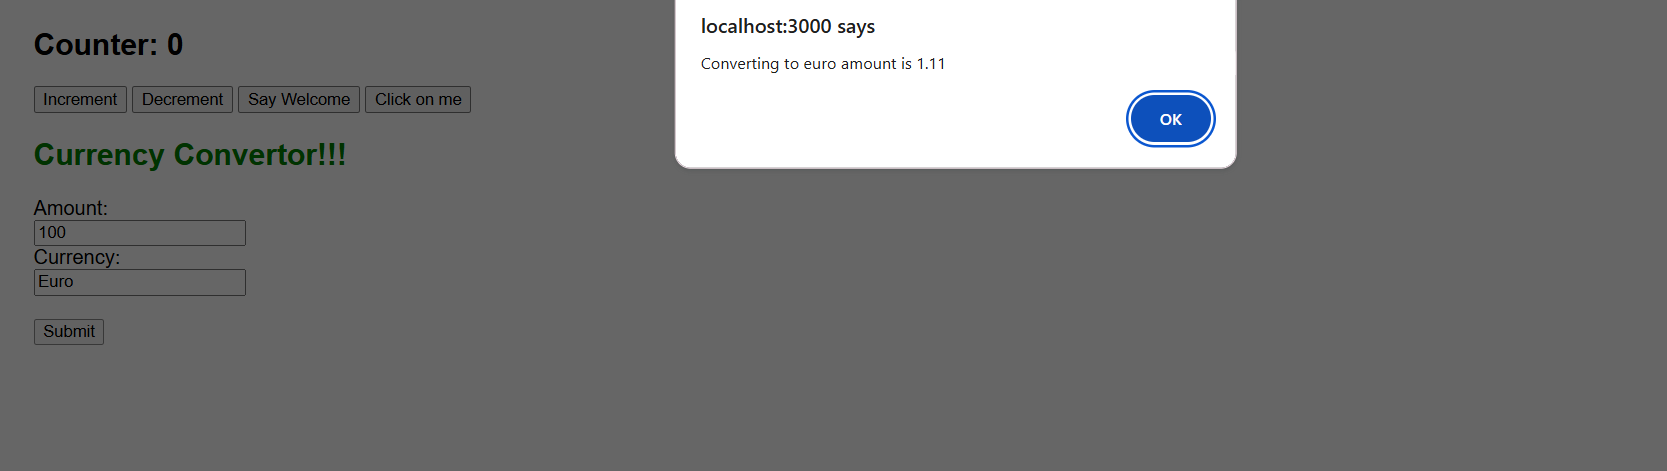 localhost:3000 says
Converting to euro amount is 1.11
OK
Counter: 0
Increment Decrement Say Welcome Click on me
Currency Convertor!!!
Amount:
100
Currency:
Euro
Submit